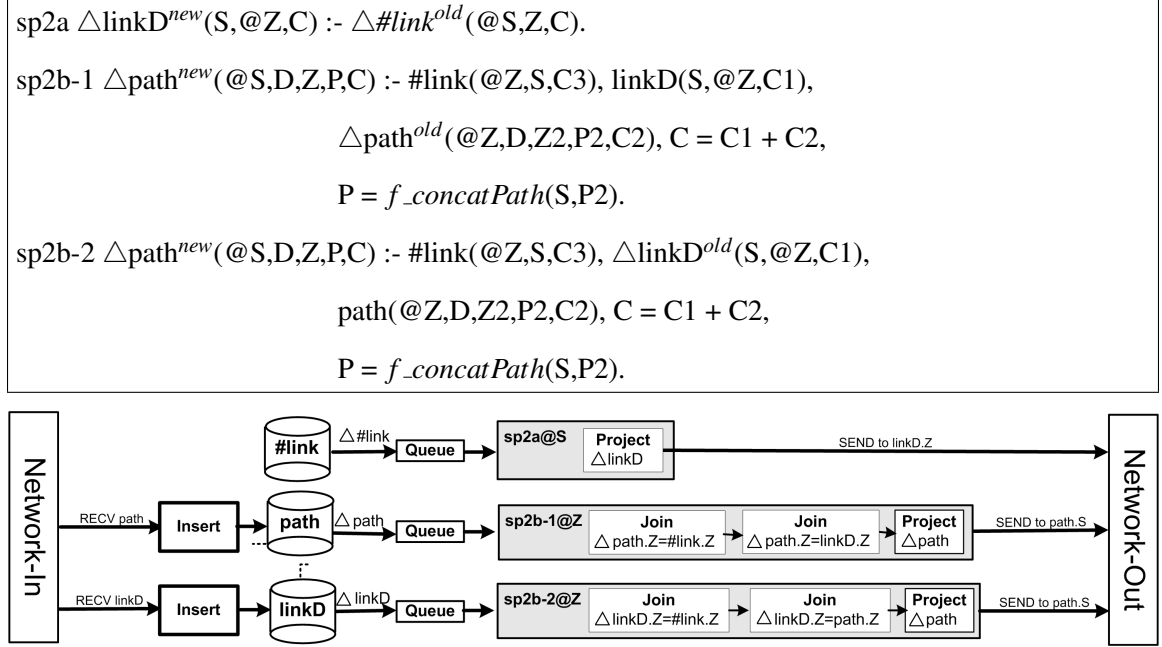 sp2a △linkD^new(S,@Z,C) :- △#link^old(@S,Z,C).
sp2b-1 △path^new(@S,D,Z,P,C) :- #link(@Z,S,C3), linkD(S,@Z,C1),
△path^old(@Z,D,Z2,P2,C2), C = C1 + C2,
P = f_concatPath(S,P2).
sp2b-2 △path^new(@S,D,Z,P,C) :- #link(@Z,S,C3), △linkD^old(S,@Z,C1),
path(@Z,D,Z2,P2,C2), C = C1 + C2,
P = f_concatPath(S,P2).
Network-In
#link
△#link
Queue
sp2a@S
Project
△linkD
SEND to linkD.Z
RECV path
Insert
path
△path
Queue
sp2b-1@Z
Join
△path.Z=#link.Z
Join
△path.Z=linkD.Z
Project
△path
SEND to path.S
RECV linkD
Insert
linkD
△linkD
Queue
sp2b-2@Z
Join
△linkD.Z=#link.Z
Join
△linkD.Z=path.Z
Project
△path
SEND to path.S
Network-Out